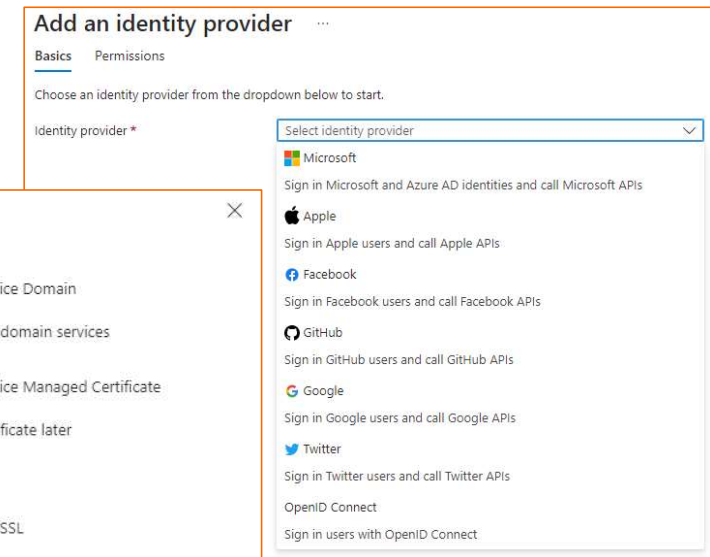 Add an identity provider ...
Basics Permissions
Choose an identity provider from the dropdown below to start.
Identity provider * Select identity provider
Microsoft
Sign in Microsoft and Azure AD identities and call Microsoft APIs
Apple
Sign in Apple users and call Apple APIs
Facebook
Sign in Facebook users and call Facebook APIs
GitHub
Sign in GitHub users and call GitHub APIs
Google
Sign in Google users and call Google APIs
Twitter
Sign in Twitter users and call Twitter APIs
OpenID Connect
Sign in users with OpenID Connect
ice Domain
domain services
ice Managed Certificate
ficate later
SSL